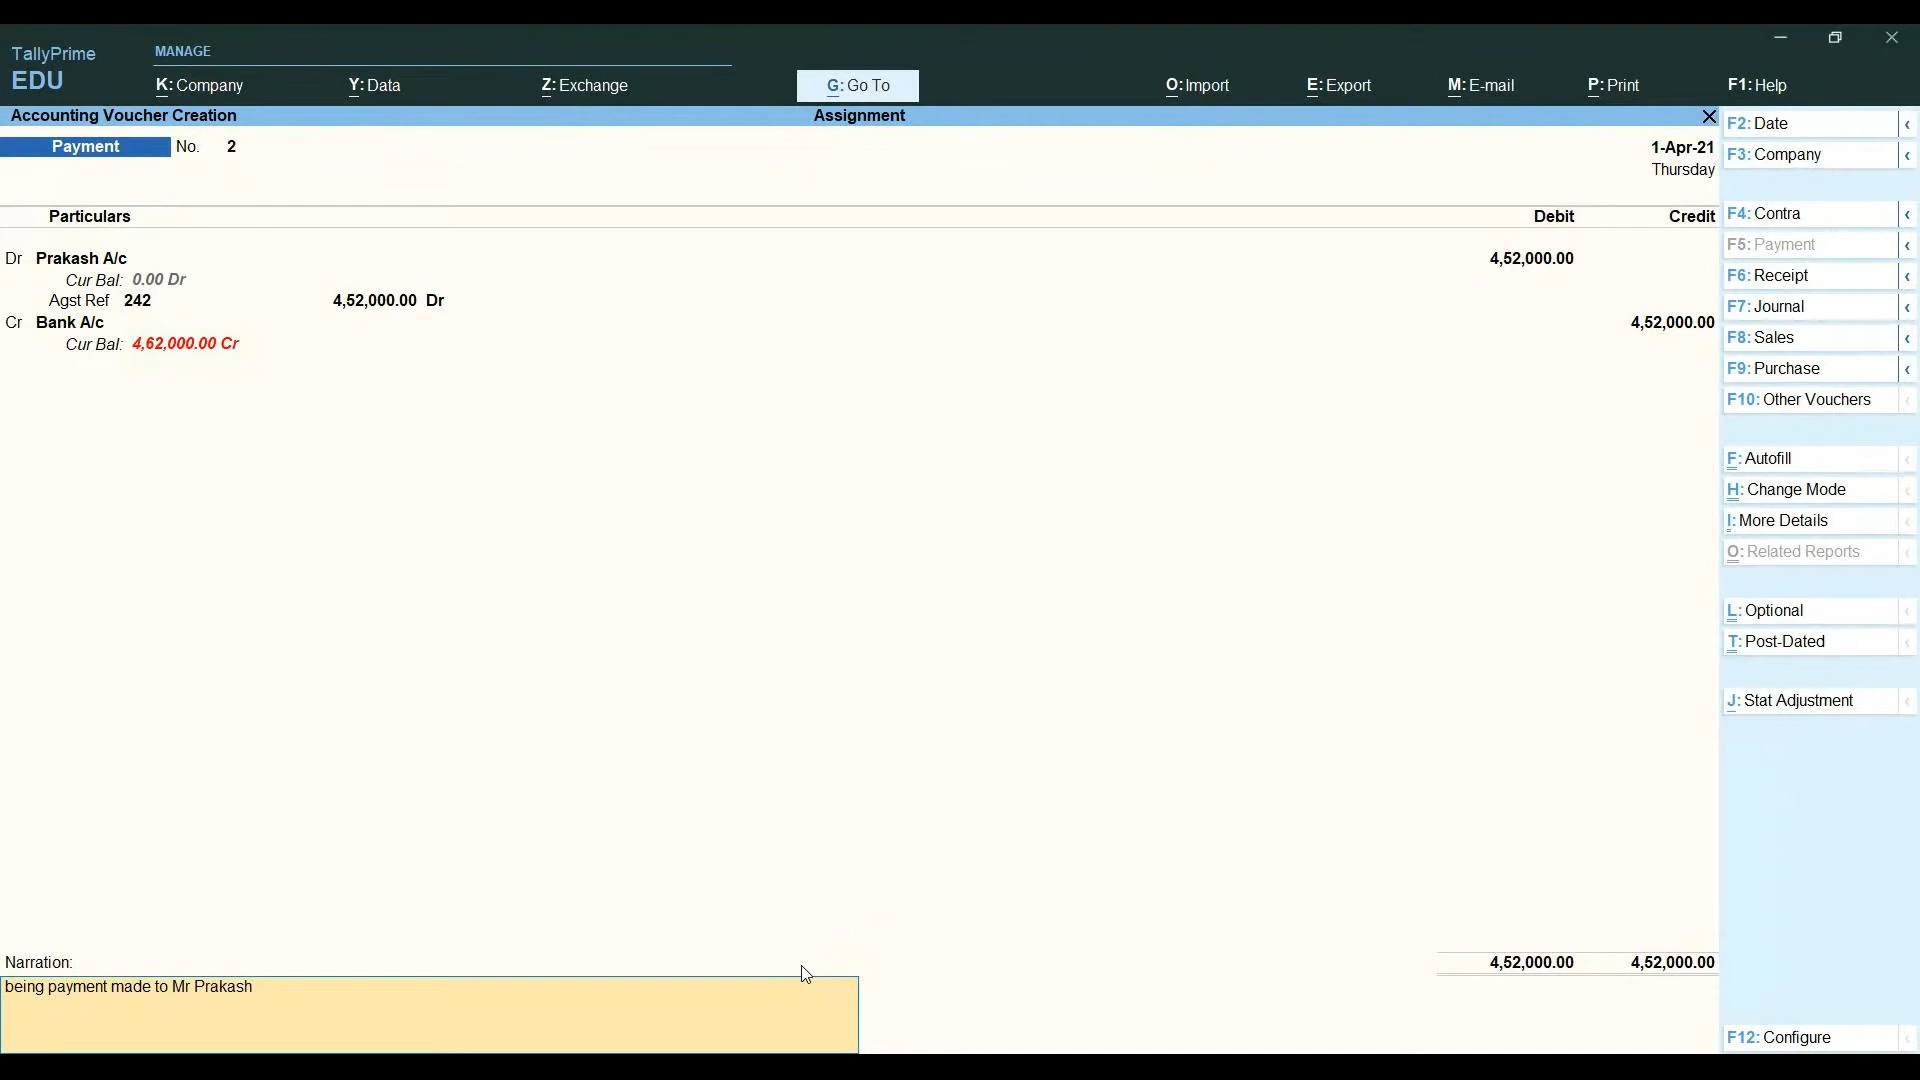 TallyPrime
EDU
MANAGE
K: Company
Y: Data
Z: Exchange
G: Go To
O: Import
E: Export
M: E-mail
P: Print
F1: Help
Accounting Voucher Creation
Assignment
Payment No. 2
1-Apr-21
Thursday
Particulars Debit Credit
Dr Prakash A/c 4,52,000.00
Cur Bal: 0.00 Dr
Agst Ref 242 4,52,000.00 Dr
Cr Bank A/c 4,52,000.00
Cur Bal: 4,62,000.00 Cr
Narration: 4,52,000.00 4,52,000.00
being payment made to Mr Prakash
F2: Date
F3: Company
F4: Contra
F5: Payment
F6: Receipt
F7: Journal
F8: Sales
F9: Purchase
F10: Other Vouchers
F: Autofill
H: Change Mode
I: More Details
O: Related Reports
L: Optional
T: Post-Dated
J: Stat Adjustment
F12: Configure